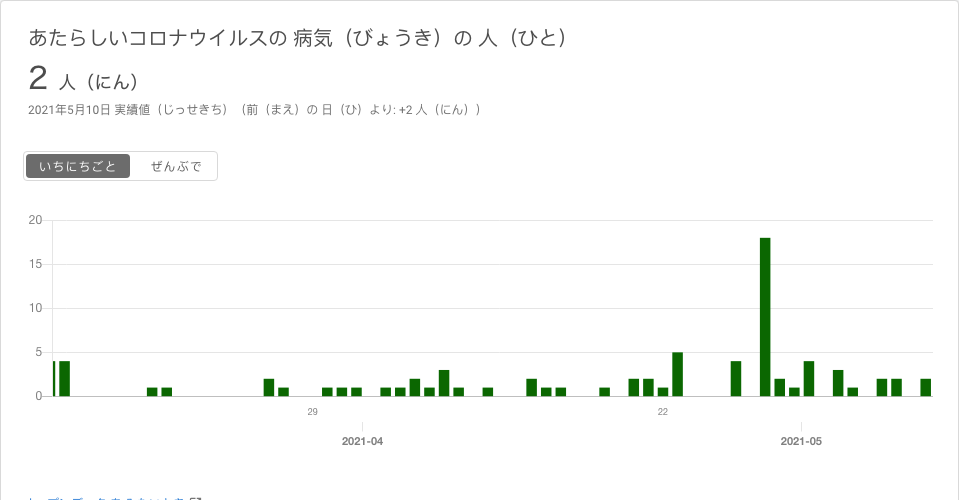 あたらしいコロナウイルスの 病気（びょうき）の 人（ひと）
2 人（にん）
2021年5月10日 実績値（じっせきち）（前（まえ）の 日（ひ）より: +2 人（にん））
いちにちごと ぜんぶで
20
15
10
5
0
29 22
2021-04 2021-05